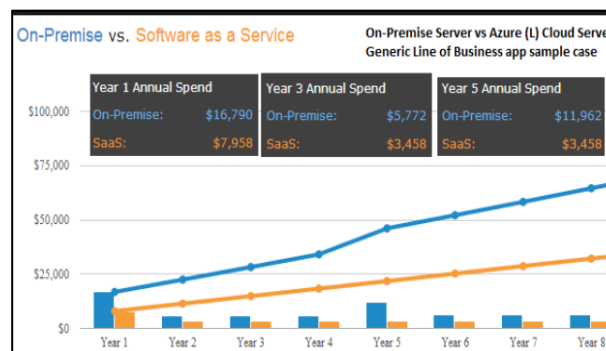 On-Premise vs. Software as a Service
On-Premise Server vs Azure (L) Cloud Serve
Generic Line of Business app sample case
Year 1 Annual Spend
On-Premise: $16,790
SaaS: $7,958
Year 3 Annual Spend
On-Premise: $5,772
SaaS: $3,458
Year 5 Annual Spend
On-Premise: $11,962
SaaS: $3,458
$100,000
$75,000
$50,000
$25,000
$0
Year 1 Year 2 Year 3 Year 4 Year 5 Year 6 Year 7 Year 8